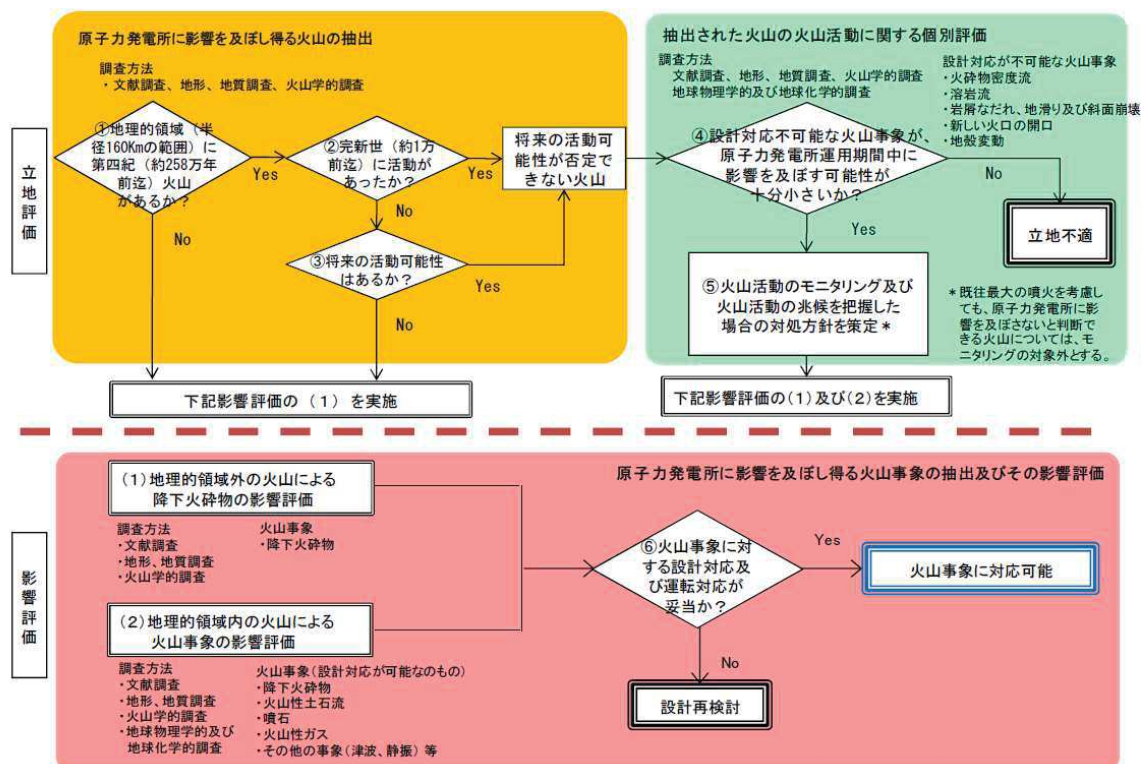 立地評価
原子力発電所に影響を及ぼし得る火山の抽出
調査方法
・文献調査、地形、地質調査、火山学的調査
①地理的領域（半
径160Kmの範囲）に
第四紀（約258万年
前迄）火山
があるか？
Yes
No
②完新世（約1万
前迄）に活動が
あったか？
Yes
No
③将来の活動可能性
はあるか？
Yes
No
将来の活動可
能性が否定で
きない火山
下記影響評価の（1）を実施
抽出された火山の火山活動に関する個別評価
調査方法
文献調査、地形、地質調査、火山学的調査
地球物理学的及び地球化学的調査
設計対応が不可能な火山事象
・火砕物密度流
・溶岩流
・岩屑なだれ、地滑り及び斜面崩壊
・新しい火口の開口
・地殻変動
④設計対応不可能な火山事象が、
原子力発電所運用期間中に
影響を及ぼす可能性が
十分小さいか？
No
Yes
立地不適
⑤火山活動のモニタリング及び
火山活動の兆候を把握した
場合の対処方針を策定＊
＊既往最大の噴火を考慮し
ても、原子力発電所に影
響を及ぼさないと判断で
きる火山については、モ
ニタリングの対象外とする。
下記影響評価の(1)及び(2)を実施
影響評価
原子力発電所に影響を及ぼし得る火山事象の抽出及びその影響評価
(1)地理的領域外の火山による
降下火砕物の影響評価
調査方法
・文献調査
・地形、地質調査
・火山学的調査
火山事象
・降下火砕物
(2)地理的領域内の火山による
火山事象の影響評価
調査方法
・文献調査
・地形、地質調査
・火山学的調査
・地球物理学的及び
地球化学的調査
火山事象(設計対応が可能なのもの)
・降下火砕物
・火山性土石流
・噴石
・火山性ガス
・その他の事象(津波、静振)等
⑥火山事象に対
する設計対応及
び運転対応が
妥当か？
Yes
No
火山事象に対応可能
設計再検討